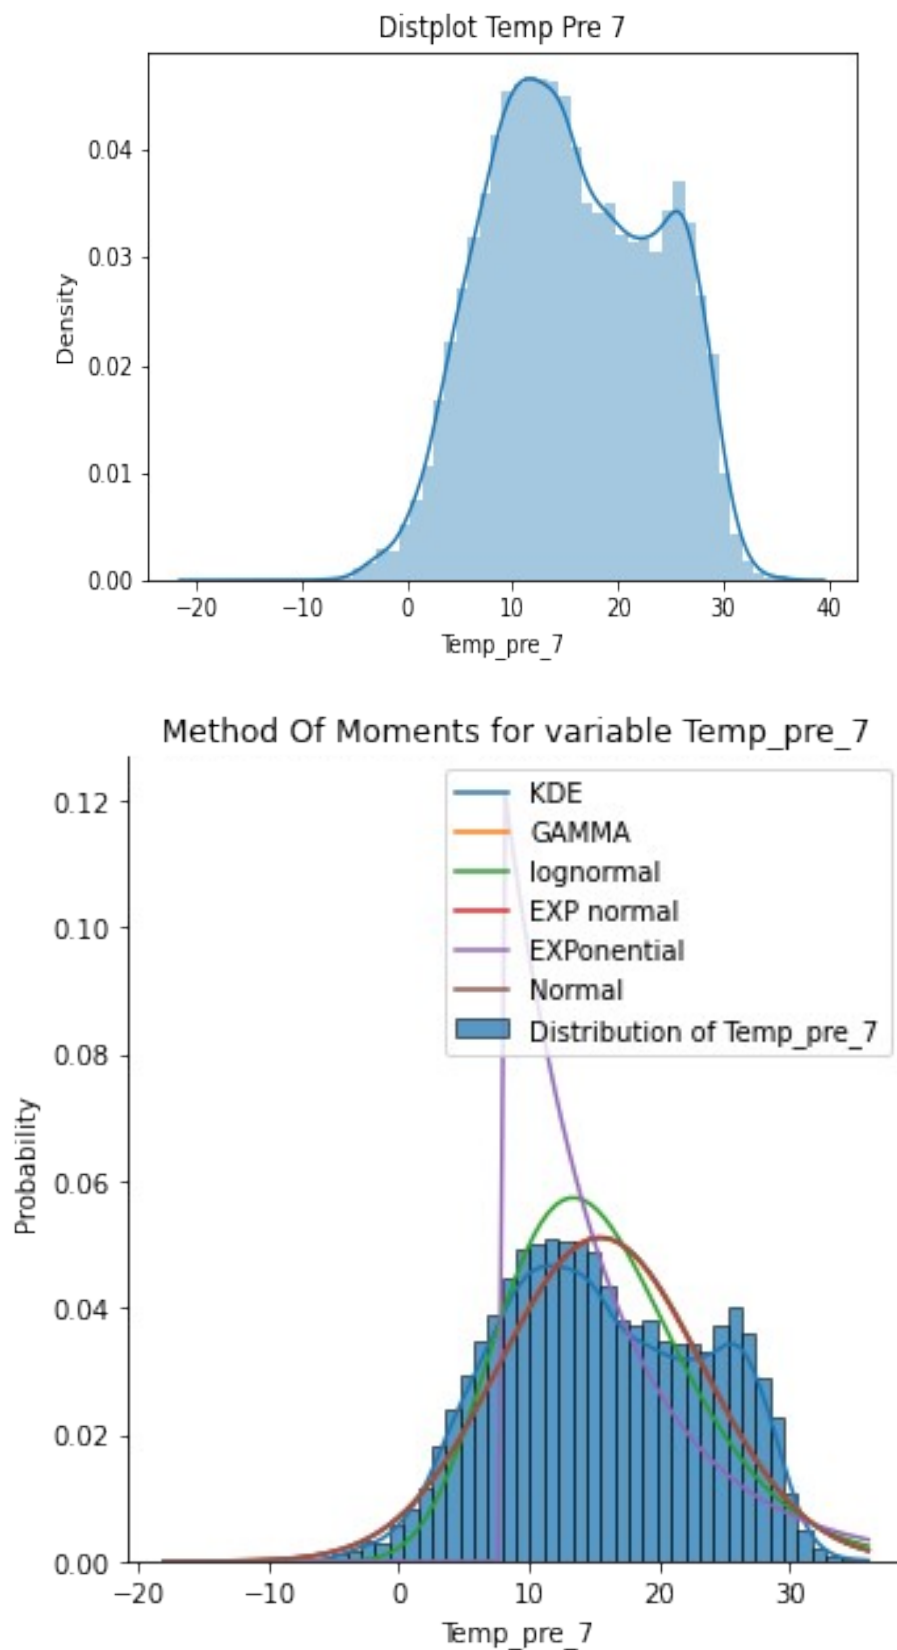 Distplot Temp Pre 7
0.04
0.03
0.02
0.01
0.00
Density
−20 −10 0 10 20 30 40
Temp_pre_7
Method Of Moments for variable Temp_pre_7
0.12
0.10
0.08
0.06
0.04
0.02
0.00
Probability
KDE
GAMMA
lognormal
EXP normal
EXPonential
Normal
Distribution of Temp_pre_7
−20 −10 0 10 20 30
Temp_pre_7